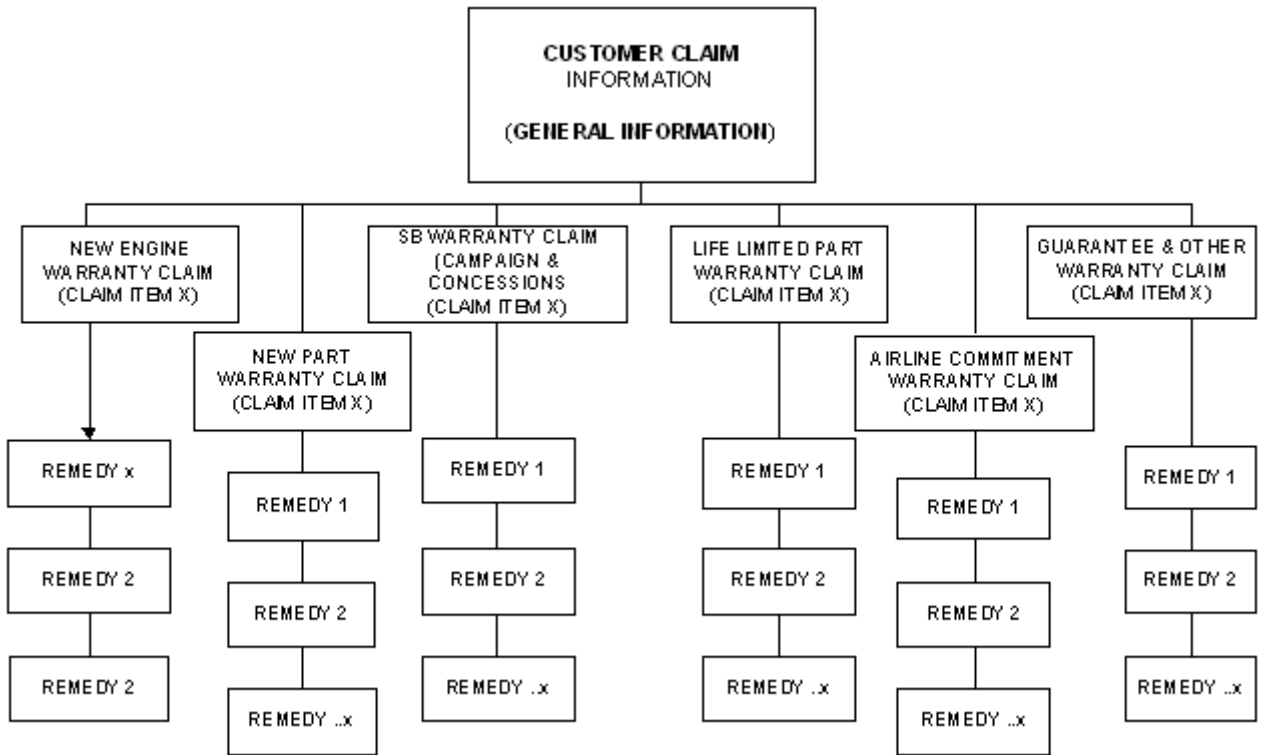 CUSTOMER CLAIM
INFORMATION
(GENERAL INFORMATION)
NEW ENGINE
WARRANTY CLAIM
(CLAIM ITEM X)
REMEDY x
REMEDY 2
REMEDY 2
NEW PART
WARRANTY CLAIM
(CLAIM ITEM X)
REMEDY 1
REMEDY 2
REMEDY ..x
SB WARRANTY CLAIM
(CAMPAIGN &
CONCESSIONS
(CLAIM ITEM X)
REMEDY 1
REMEDY 2
REMEDY ..x
LIFE LIMITED PART
WARRANTY CLAIM
(CLAIM ITEM X)
REMEDY 1
REMEDY 2
REMEDY ..x
AIRLINE COMMITMENT
WARRANTY CLAIM
(CLAIM ITEM X)
REMEDY 1
REMEDY 2
REMEDY ..x
GUARANTEE & OTHER
WARRANTY CLAIM
(CLAIM ITEM X)
REMEDY 1
REMEDY 2
REMEDY ..x